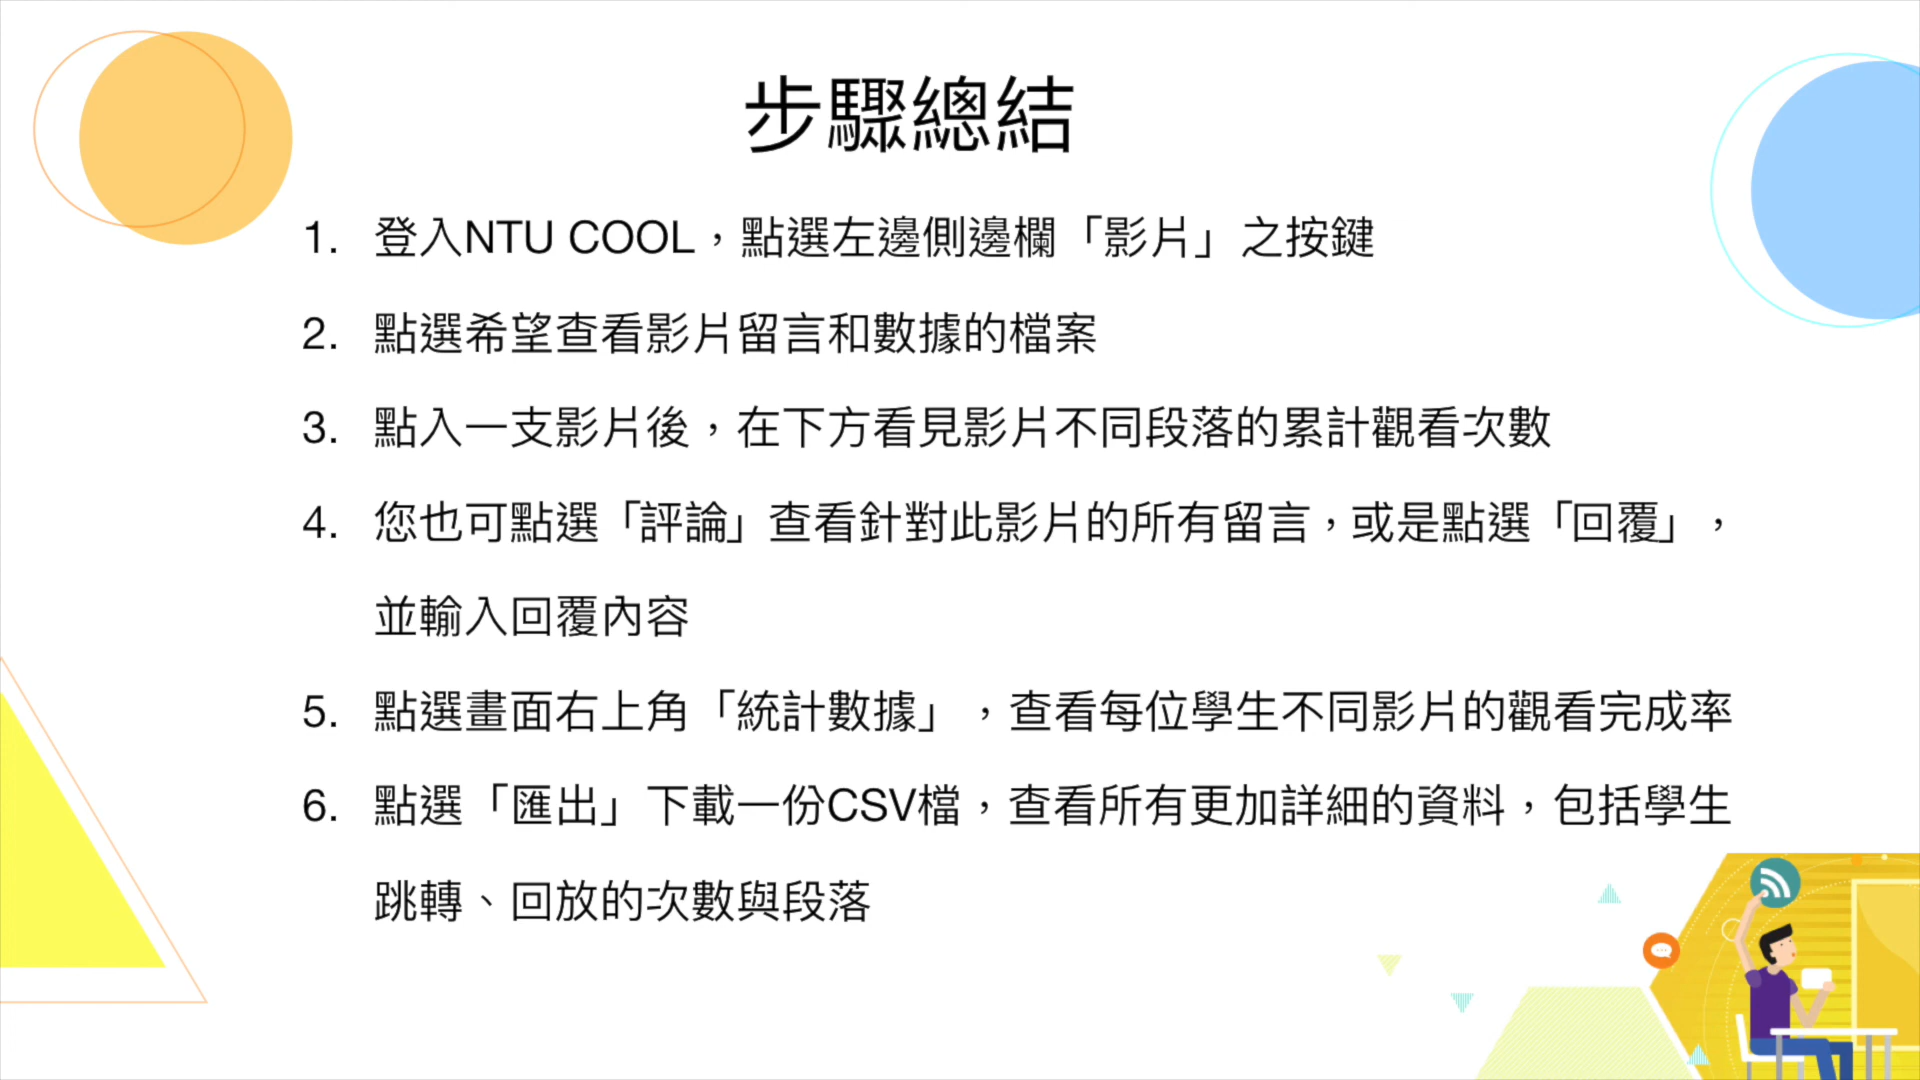 步驟總結
1. 登入NTU COOL，點選左邊側邊欄「影片」之按鍵
2. 點選希望查看影片留言和數據的檔案
3. 點入一支影片後，在下方看見影片不同段落的累計觀看次數
4. 您也可點選「評論」查看針對此影片的所有留言，或是點選「回覆」，
並輸入回覆內容
5. 點選畫面右上角「統計數據」，查看每位學生不同影片的觀看完成率
6. 點選「匯出」下載一份CSV檔，查看所有更加詳細的資料，包括學生
跳轉、回放的次數與段落